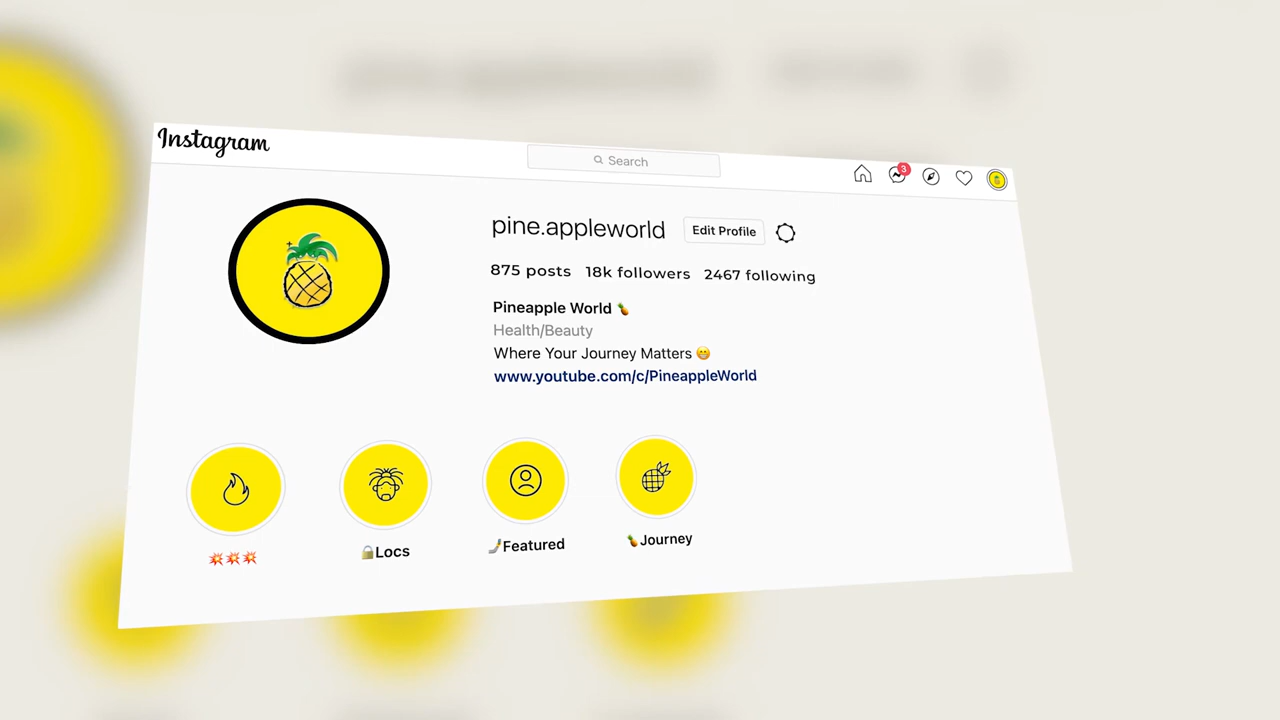 Instagram
Search
3
pine.appleworld Edit Profile
875 posts 18k followers 2467 following
Pineapple World 🍍
Health/Beauty
Where Your Journey Matters 😁
www.youtube.com/c/PineappleWorld
💥💥💥 🔒Locs 🤳Featured 🍍Journey